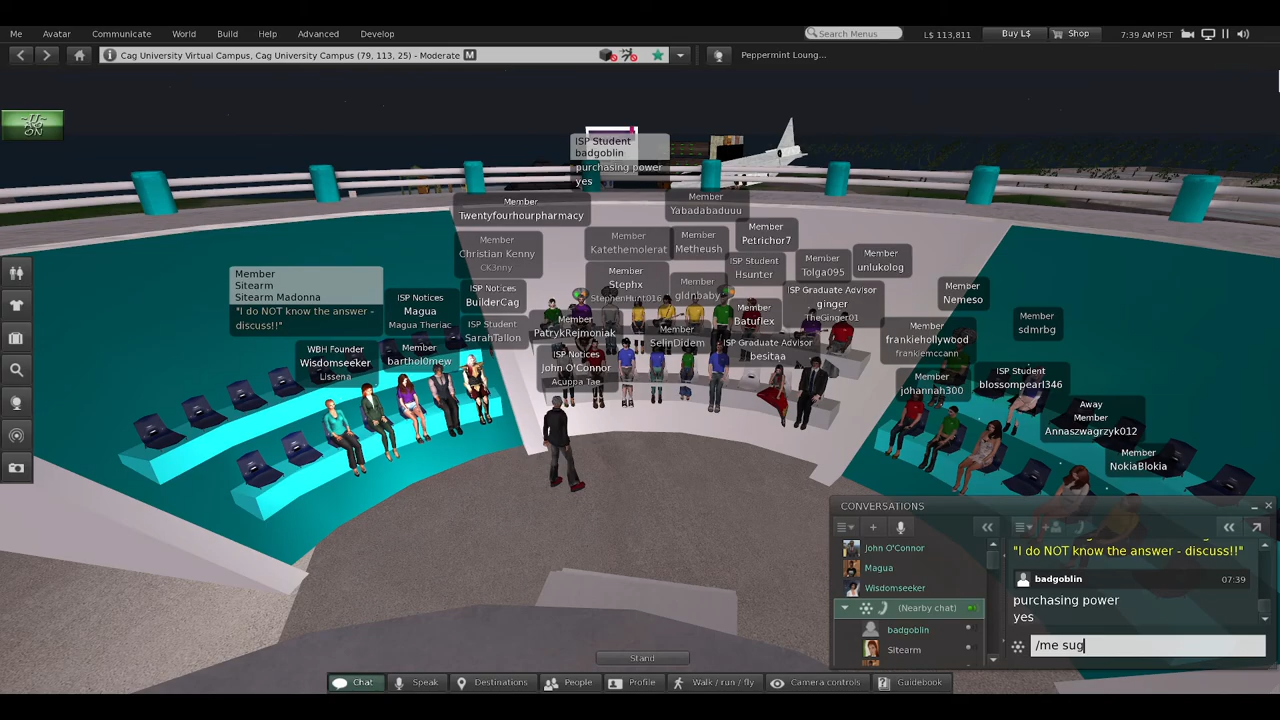 Me Avatar Communicate World Build Help Advanced Develop
Search Menus
L$ 113,811
Buy L$
Shop
7:39 AM PST
Cag University Virtual Campus, Cag University Campus (79, 113, 25) - Moderate M
Peppermint Loung...
ON
ISP Student
badgoblin
purchasing power
yes
Member
Twentyfourhourpharmacy
Member
Yabadabaduuu
Member
Christian Kenny
CK3nny
Member
Katethemolerat
Member
Metheush
Member
Petrichor7
Member
Sitearm
Sitearm Madonna
"I do NOT know the answer -
discuss!!"
ISP Notices
Magua
Magua Theriac
ISP Notices
BuilderCag
Member
Stephx
StephenHunt016
Member
gldnbaby
ISP Student
Hsunter
Member
Tolga095
Member
unlukolog
WBH Founder
Wisdomseeker
Lissena
Member
barthol0mew
ISP Student
SarahTallon
Member
PatrykRejmoniak
Member
SelinDidem
Member
Batuflex
ISP Graduate Advisor
ginger
TheGinger01
Member
Nemeso
ISP Notices
John O'Connor
Acuppa Tae
ISP Graduate Advisor
besitaa
Member
frankiehollywood
frankiemccann
Member
sdmrbg
Member
johannah300
ISP Student
blossompearl346
Away
Member
Annaszwagrzyk012
Member
NokiaBlokia
CONVERSATIONS
John O'Connor
Magua
Wisdomseeker
(Nearby chat)
badgoblin
Sitearm
"I do NOT know the answer - discuss!!"
badgoblin 07:39
purchasing power
yes
/me sug
Stand
Chat Speak Destinations People Profile Walk / run / fly Camera controls Guidebook